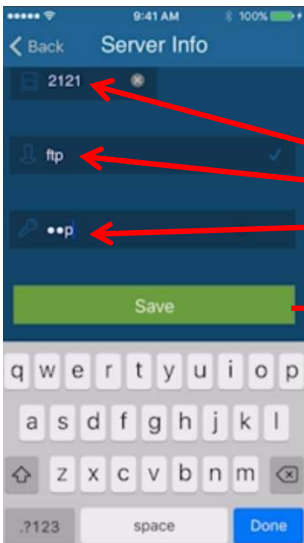 9:41 AM 100%
Back Server Info
2121
ftp
••p
Save
q w e r t y u i o p
a s d f g h j k l
z x c v b n m
.?123 space Done